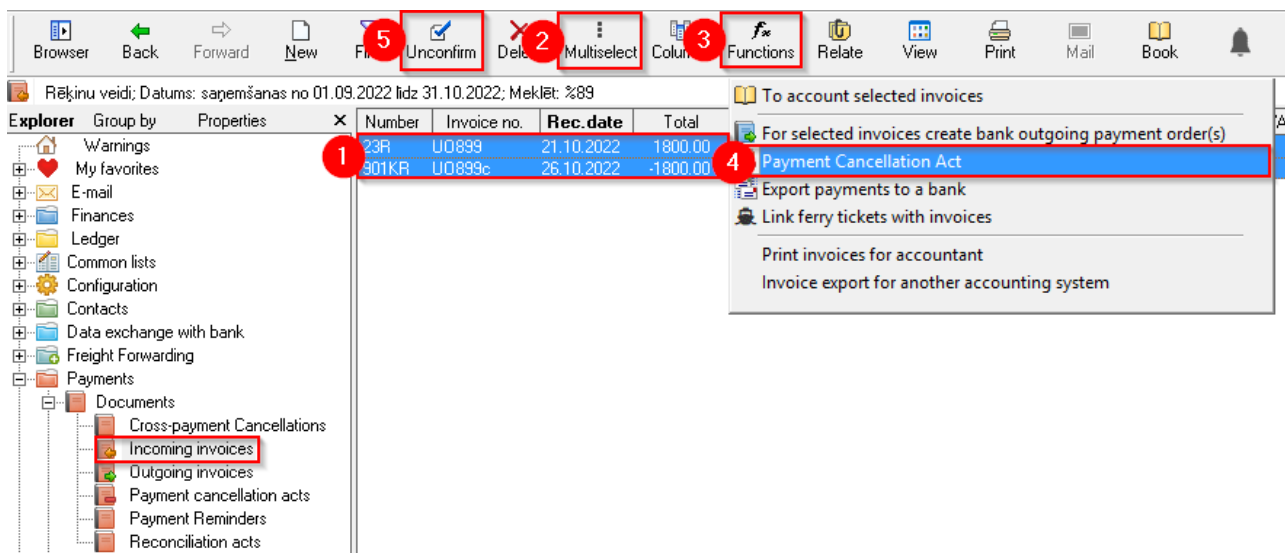 Browser Back Forward New Fil 5 Unconfirm Dele 2 Multiselect Colum 3 Functions Relate View Print Mail Book
Rēķinu veidi; Datums: saņemšanas no 01.09.2022 līdz 31.10.2022; Meklēt: %89
Explorer Group by Properties ×
Warnings
My favorites
E-mail
Finances
Ledger
Common lists
Configuration
Contacts
Data exchange with bank
Freight Forwarding
Payments
Documents
Cross-payment Cancellations
Incoming invoices
Outgoing invoices
Payment cancellation acts
Payment Reminders
Reconciliation acts
Number Invoice no. Rec.date Total
1
23R UO899 21.10.2022 1800.00
901KR UO899c 26.10.2022 -1800.00
To account selected invoices
For selected invoices create bank outgoing payment order(s)
4 Payment Cancellation Act
Export payments to a bank
Link ferry tickets with invoices
Print invoices for accountant
Invoice export for another accounting system